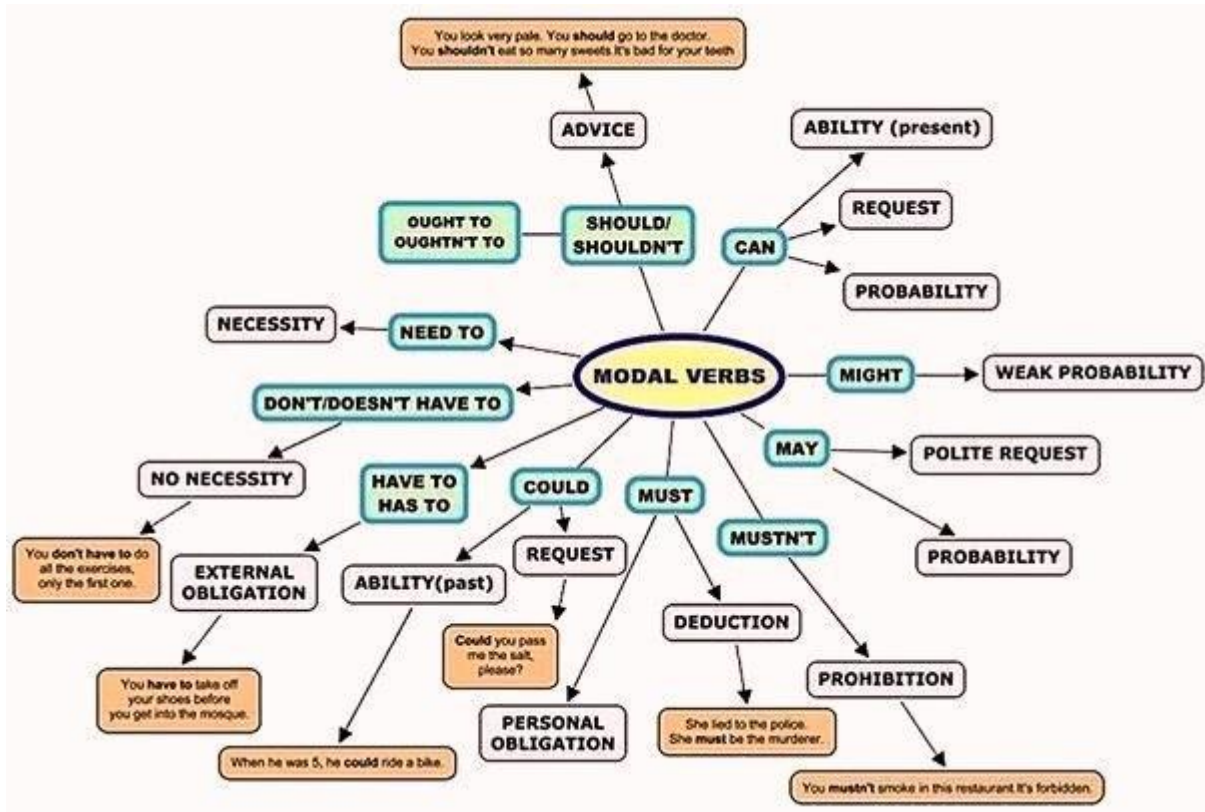 You look very pale. You should go to the doctor.
You shouldn't eat so many sweets.It's bad for your teeth
ADVICE
ABILITY (present)
REQUEST
PROBABILITY
OUGHT TO
OUGHTN'T TO
SHOULD/
SHOULDN'T
CAN
NECESSITY
NEED TO
MODAL VERBS
MIGHT
WEAK PROBABILITY
DON'T/DOESN'T HAVE TO
MAY
POLITE REQUEST
PROBABILITY
NO NECESSITY
HAVE TO
HAS TO
COULD
MUST
MUSTN'T
You don't have to do
all the exercises,
only the first one.
EXTERNAL
OBLIGATION
ABILITY(past)
REQUEST
DEDUCTION
Could you pass
me the salt,
please?
PROHIBITION
You have to take off
your shoes before
you get into the mosque.
PERSONAL
OBLIGATION
She lied to the police.
She must be the murderer.
When he was 5, he could ride a bike.
You mustn't smoke in this restaurant.It's forbidden.